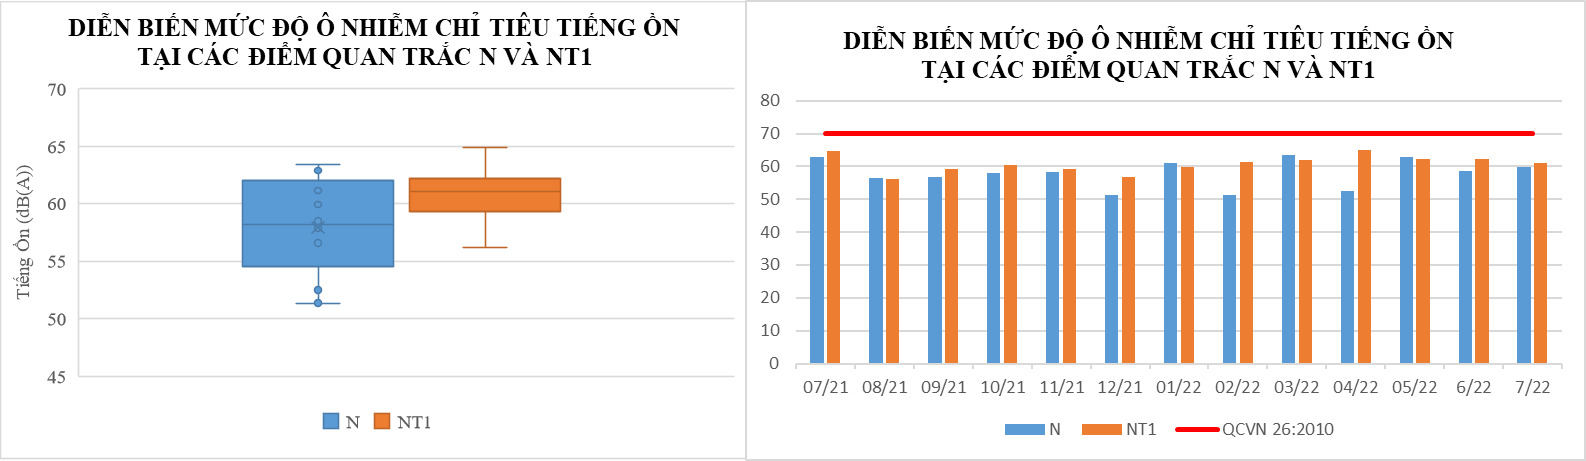 DIỄN BIẾN MỨC ĐỘ Ô NHIỄM CHỈ TIÊU TIẾNG ỒN
TẠI CÁC ĐIỂM QUAN TRẮC N VÀ NT1
Tiếng Ồn (dB(A))
70
65
60
55
50
45
N NT1
DIỄN BIẾN MỨC ĐỘ Ô NHIỄM CHỈ TIÊU TIẾNG ỒN
TẠI CÁC ĐIỂM QUAN TRẮC N VÀ NT1
80
70
60
50
40
30
20
10
0
07/21 08/21 09/21 10/21 11/21 12/21 01/22 02/22 03/22 04/22 05/22 6/22 7/22
N NT1 QCVN 26:2010